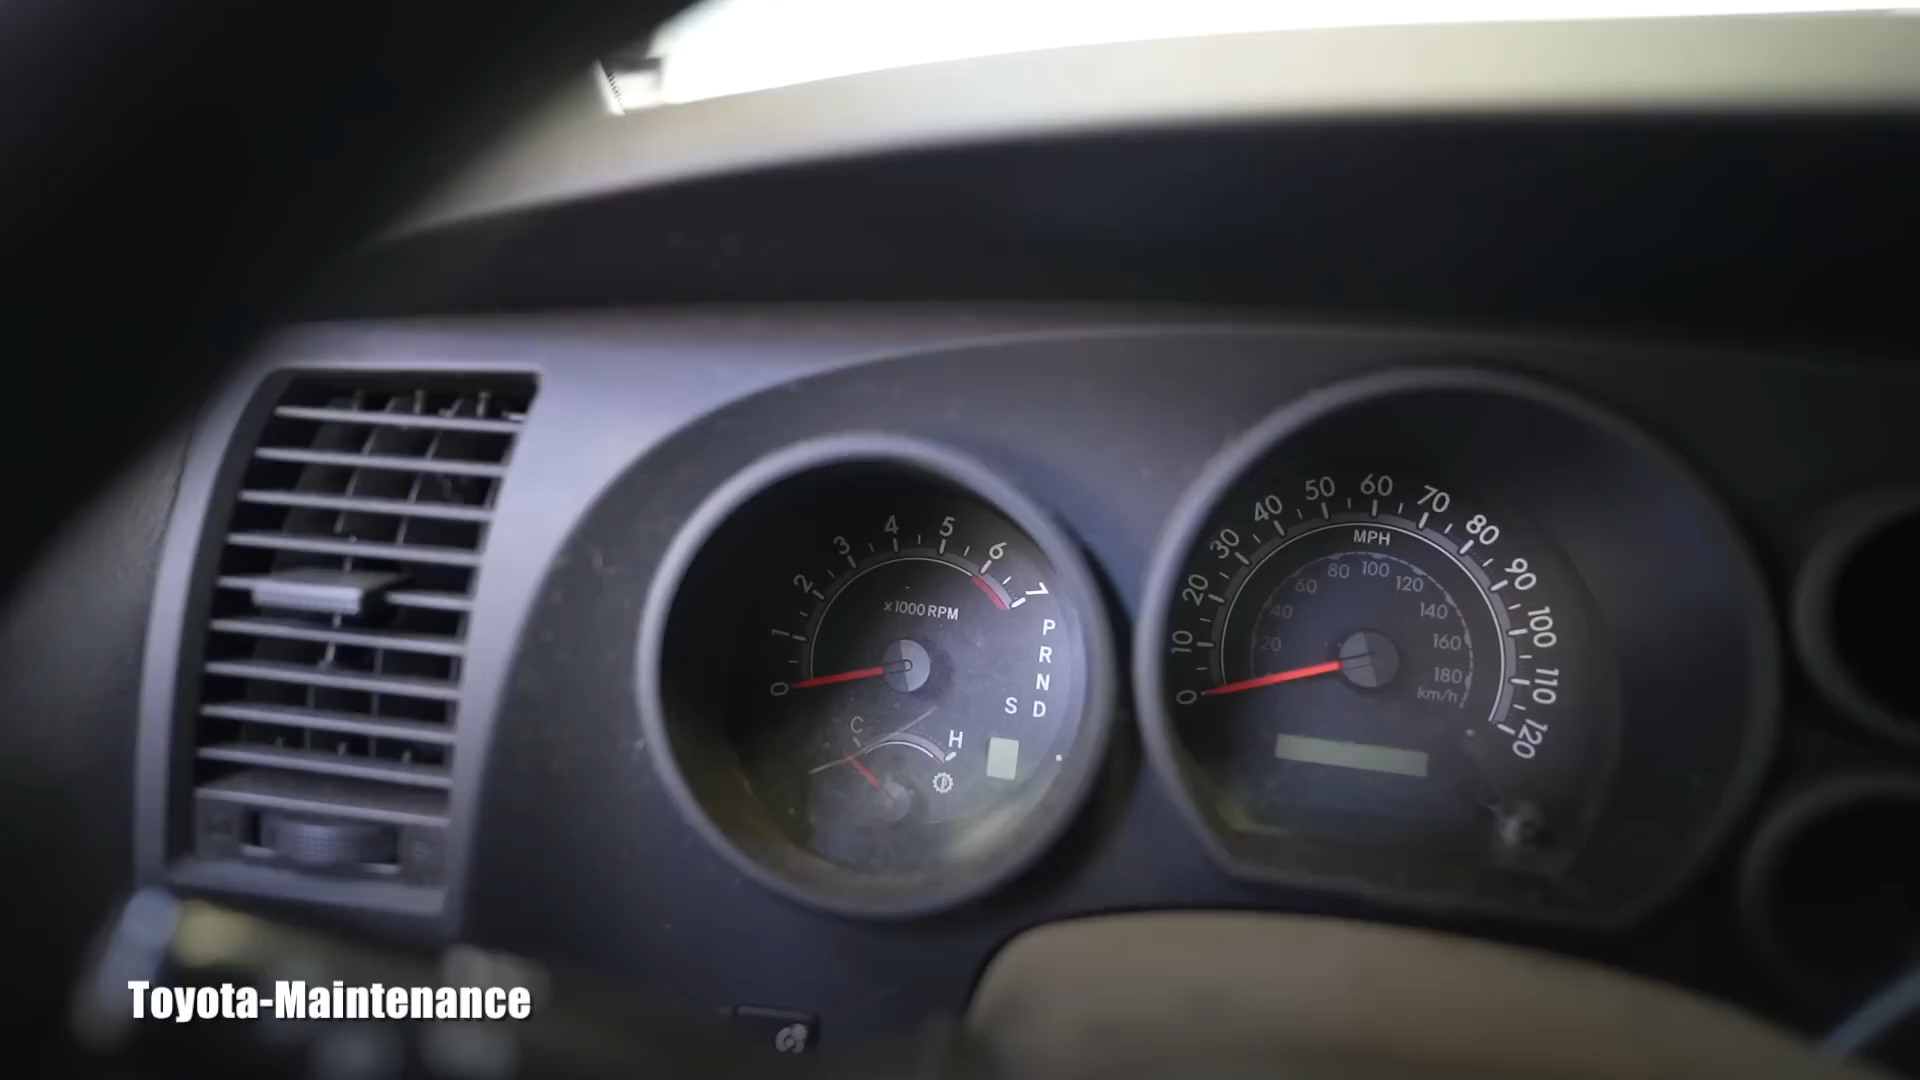 0 1 2 3 4 5 6 7
x1000 RPM
P
R
N
S D
C H
0 10 20 30 40 50 60 70 80 90 100 110 120
MPH
20 40 60 80 100 120 140 160 180
km/h
Toyota-Maintenance